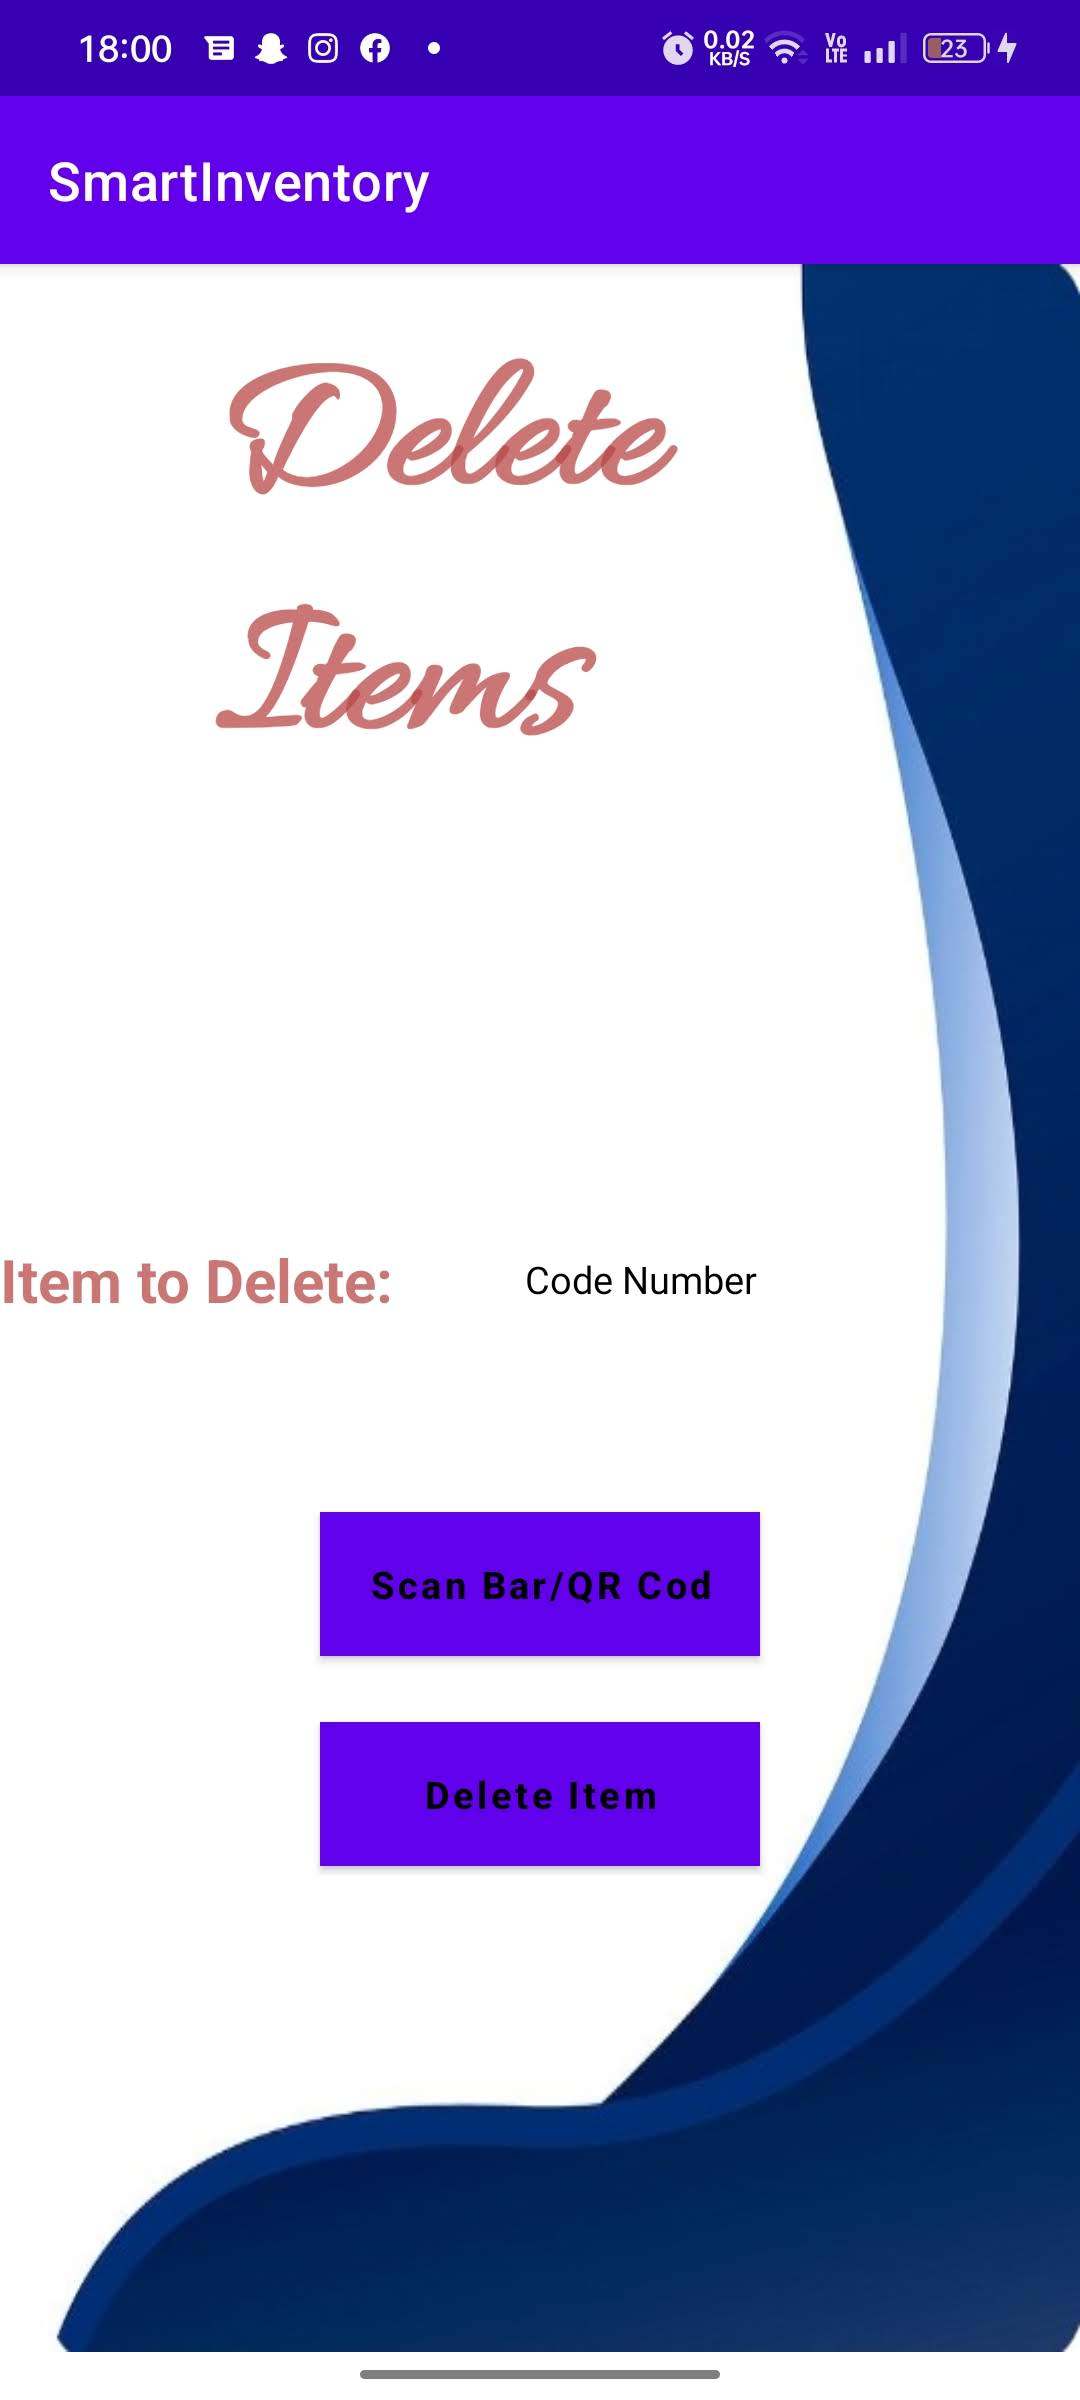 18:00 0.02 KB/S Vo LTE 23
SmartInventory
Delete
Items
Item to Delete: Code Number
Scan Bar/QR Cod
Delete Item